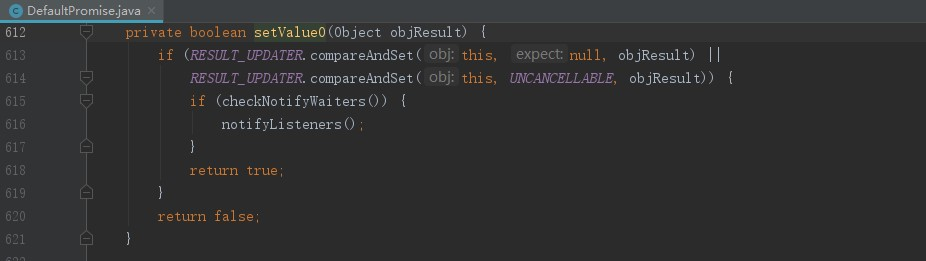 DefaultPromise.java ×
612 private boolean setValue0(Object objResult) {
613 if (RESULT_UPDATER.compareAndSet( obj: this, expect: null, objResult) ||
614 RESULT_UPDATER.compareAndSet( obj: this, UNCANCELLABLE, objResult)) {
615 if (checkNotifyWaiters()) {
616 notifyListeners();
617 }
618 return true;
619 }
620 return false;
621 }